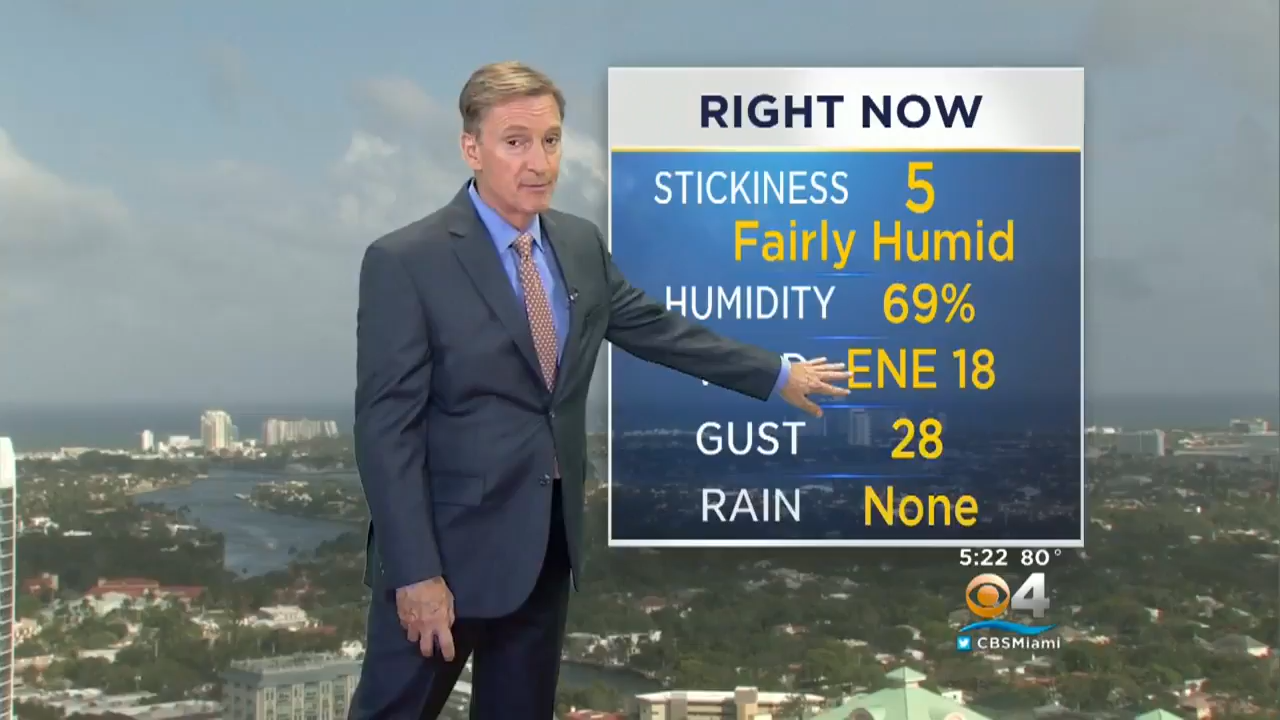 RIGHT NOW
STICKINESS 5
Fairly Humid
HUMIDITY 69%
ENE 18
GUST 28
RAIN None
5:22 80°
4
CBSMiami